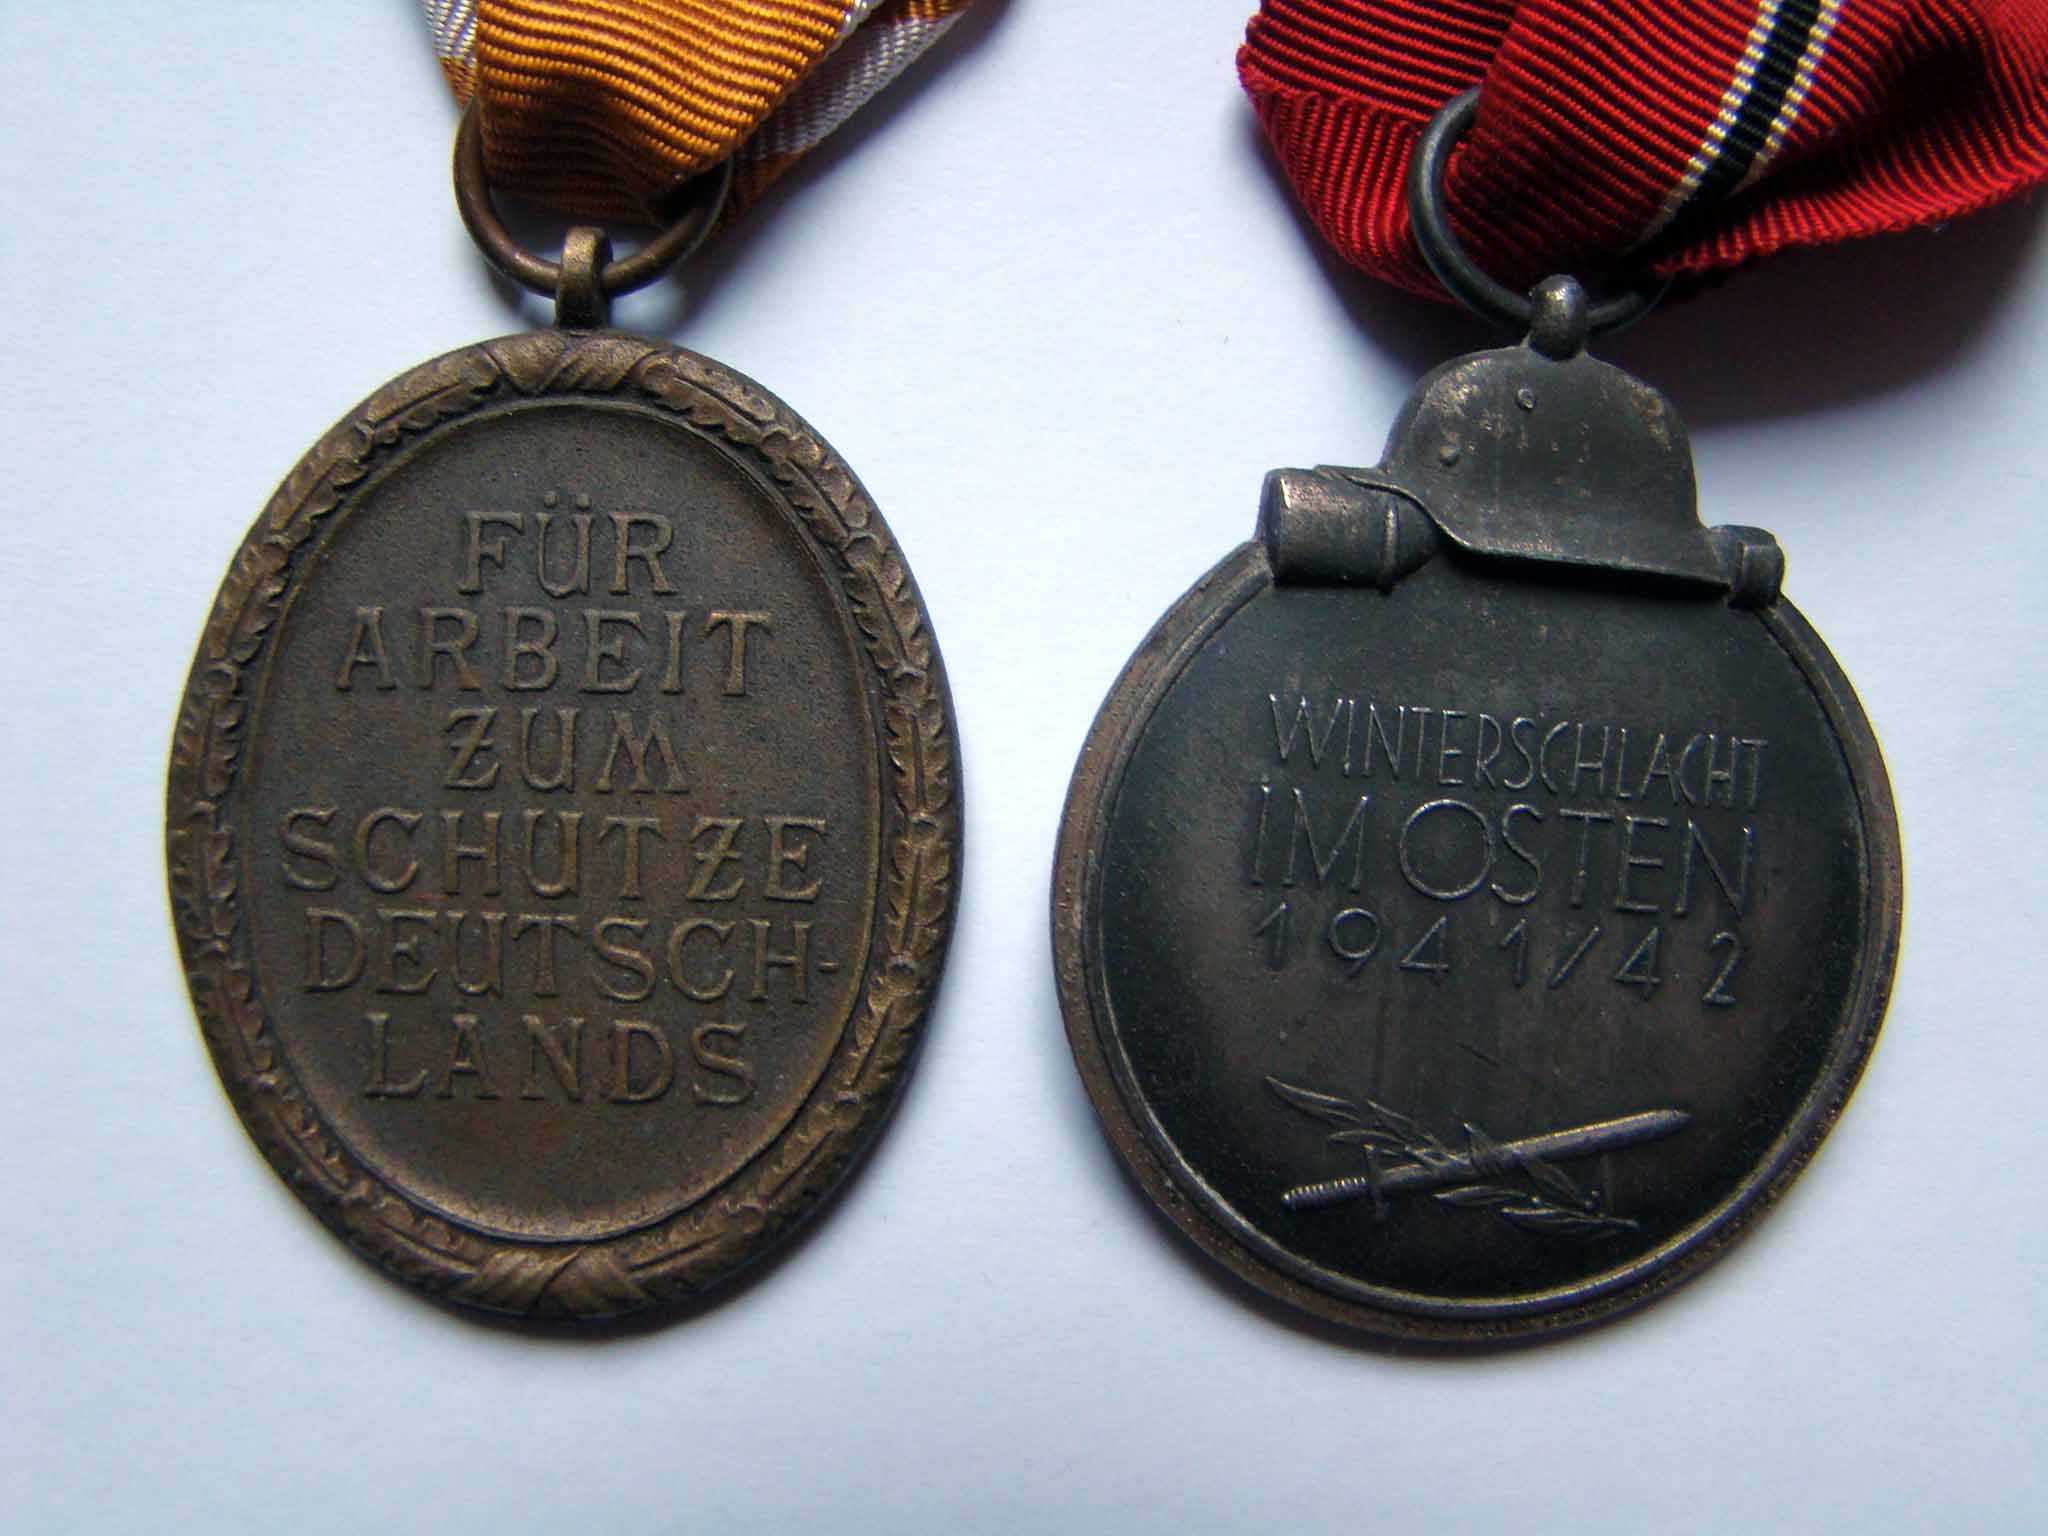 FÜR
ARBEIT
ZUM
SCHUTZE
DEUTSCH-
LANDS
WINTERSCHLACHT
IM OSTEN
1941/42